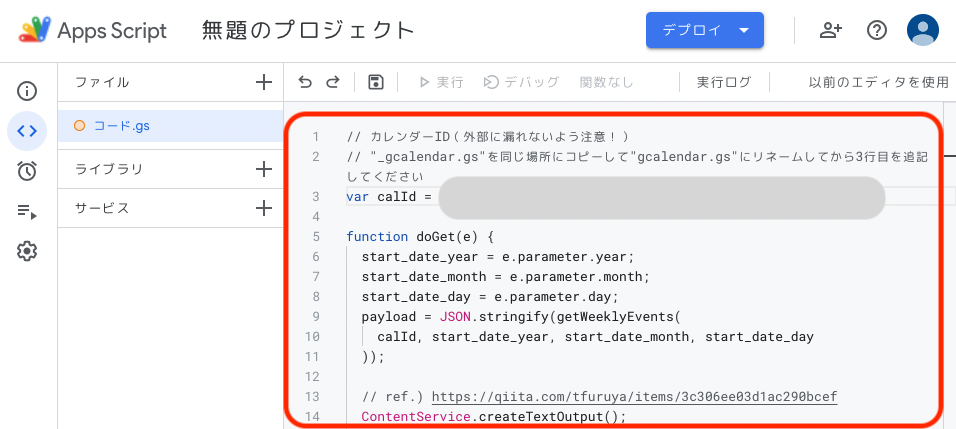 Apps Script 無題のプロジェクト デプロイ
ファイル 実行 デバッグ 関数なし 実行ログ 以前のエディタを使用
コード.gs
ライブラリ
サービス
1 // カレンダーID（外部に漏れないよう注意！）
2 // "_gcalendar.gs"を同じ場所にコピーして"gcalendar.gs"にリネームしてから3行目を追記
してください
3 var calId =
4
5 function doGet(e) {
6 start_date_year = e.parameter.year;
7 start_date_month = e.parameter.month;
8 start_date_day = e.parameter.day;
9 payload = JSON.stringify(getWeeklyEvents(
10 calId, start_date_year, start_date_month, start_date_day
11 ));
12
13 // ref.) https://qiita.com/tfuruya/items/3c306ee03d1ac290bcef
14 ContentService.createTextOutput();